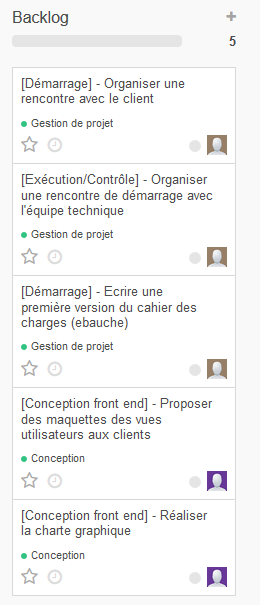 Backlog
5
[Démarrage] - Organiser une
rencontre avec le client
Gestion de projet
[Exécution/Contrôle] - Organiser
une rencontre de démarrage avec
l'équipe technique
Gestion de projet
[Démarrage] - Ecrire une
première version du cahier des
charges (ebauche)
Gestion de projet
[Conception front end] - Proposer
des maquettes des vues
utilisateurs aux clients
Conception
[Conception front end] - Réaliser
la charte graphique
Conception